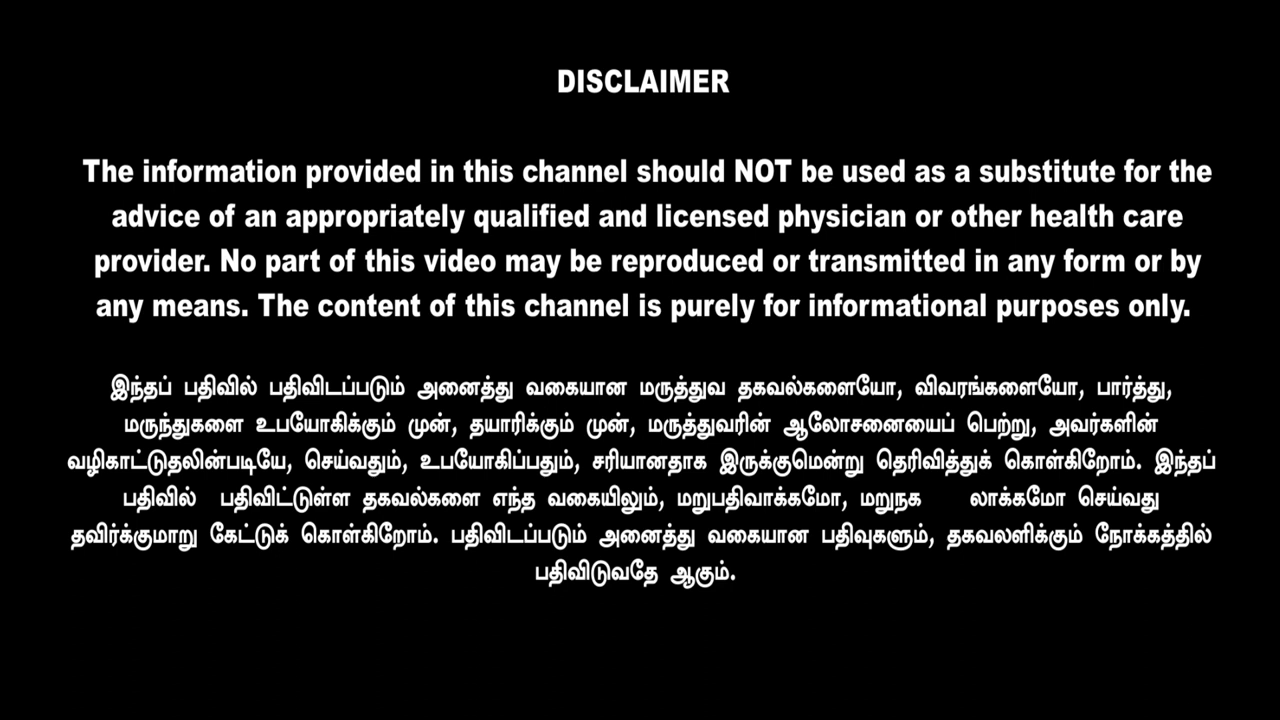 DISCLAIMER
The information provided in this channel should NOT be used as a substitute for the
advice of an appropriately qualified and licensed physician or other health care
provider. No part of this video may be reproduced or transmitted in any form or by
any means. The content of this channel is purely for informational purposes only.
இந்தப் பதிவில் பதிவிடப்படும் அனைத்து வகையான மருத்துவ தகவல்களையோ, விவரங்களையோ, பார்த்து,
மருந்துகளை உபயோகிக்கும் முன், தயாரிக்கும் முன், மருத்துவரின் ஆலோசனையைப் பெற்று, அவர்களின்
வழிகாட்டுதலின்படியே, செய்வதும், உபயோகிப்பதும், சரியானதாக இருக்குமென்று தெரிவித்துக் கொள்கிறோம். இந்தப்
பதிவில் பதிவிட்டுள்ள தகவல்களை எந்த வகையிலும், மறுபதிவாக்கமோ, மறுநக லாக்கமோ செய்வது
தவிர்க்குமாறு கேட்டுக் கொள்கிறோம். பதிவிடப்படும் அனைத்து வகையான பதிவுகளும், தகவலளிக்கும் நோக்கத்தில்
பதிவிடுவதே ஆகும்.